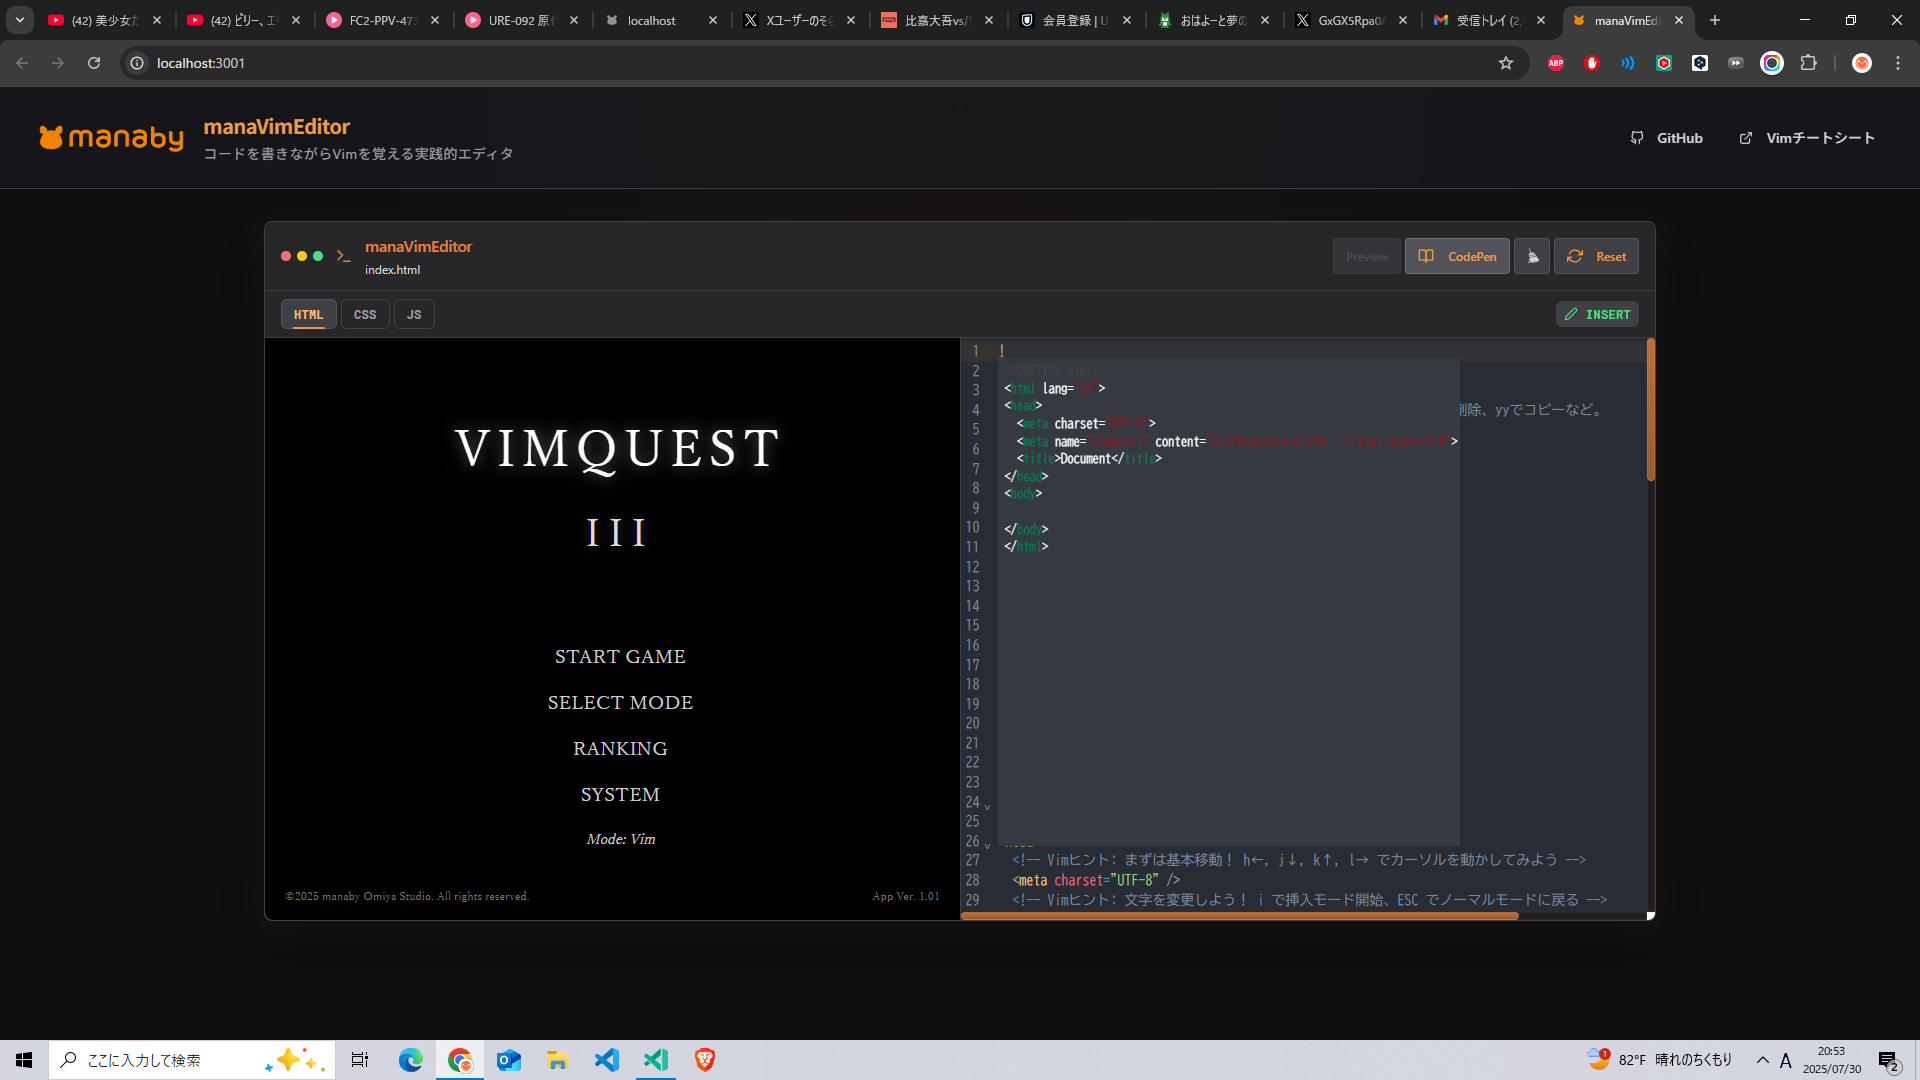 (42) 美少女た
(42) ビリー、エ
FC2-PPV-473
URE-092 原作
localhost
Xユーザーのそら
比嘉大吾vsバ
会員登録 | U
おはよーと夢の
GxGX5Rpa0
受信トレイ (2,
manaVimEdi
localhost:3001
manaby
manaVimEditor
コードを書きながらVimを覚える実践的エディタ
GitHub
Vimチートシート
manaVimEditor
index.html
Preview
CodePen
Reset
HTML
CSS
JS
INSERT
VIMQUEST
III
START GAME
SELECT MODE
RANKING
SYSTEM
Mode: Vim
©2025 manaby Omiya Studio. All rights reserved.
App Ver. 1.01
1 !
2 <!DOCTYPE html>
3 <html lang="en">
4 <head>
削除、yyでコピーなど。
5 <meta charset="UTF-8">
6 <meta name="viewport" content="width=device-width, initial-scale=1.0">
7 <title>Document</title>
8 </head>
<body>
9
10 </body>
11 </html>
12
13
14
15
16
17
18
19
20
21
22
23
24
25
26
27 <!-- Vimヒント: まずは基本移動! h←, j↓, k↑, l→ でカーソルを動かしてみよう -->
28 <meta charset="UTF-8" />
29 <!-- Vimヒント: 文字を変更しよう! i で挿入モード開始、ESC でノーマルモードに戻る -->
ここに入力して検索
1
82°F 晴れのちくもり
A
20:53
2025/07/30
2